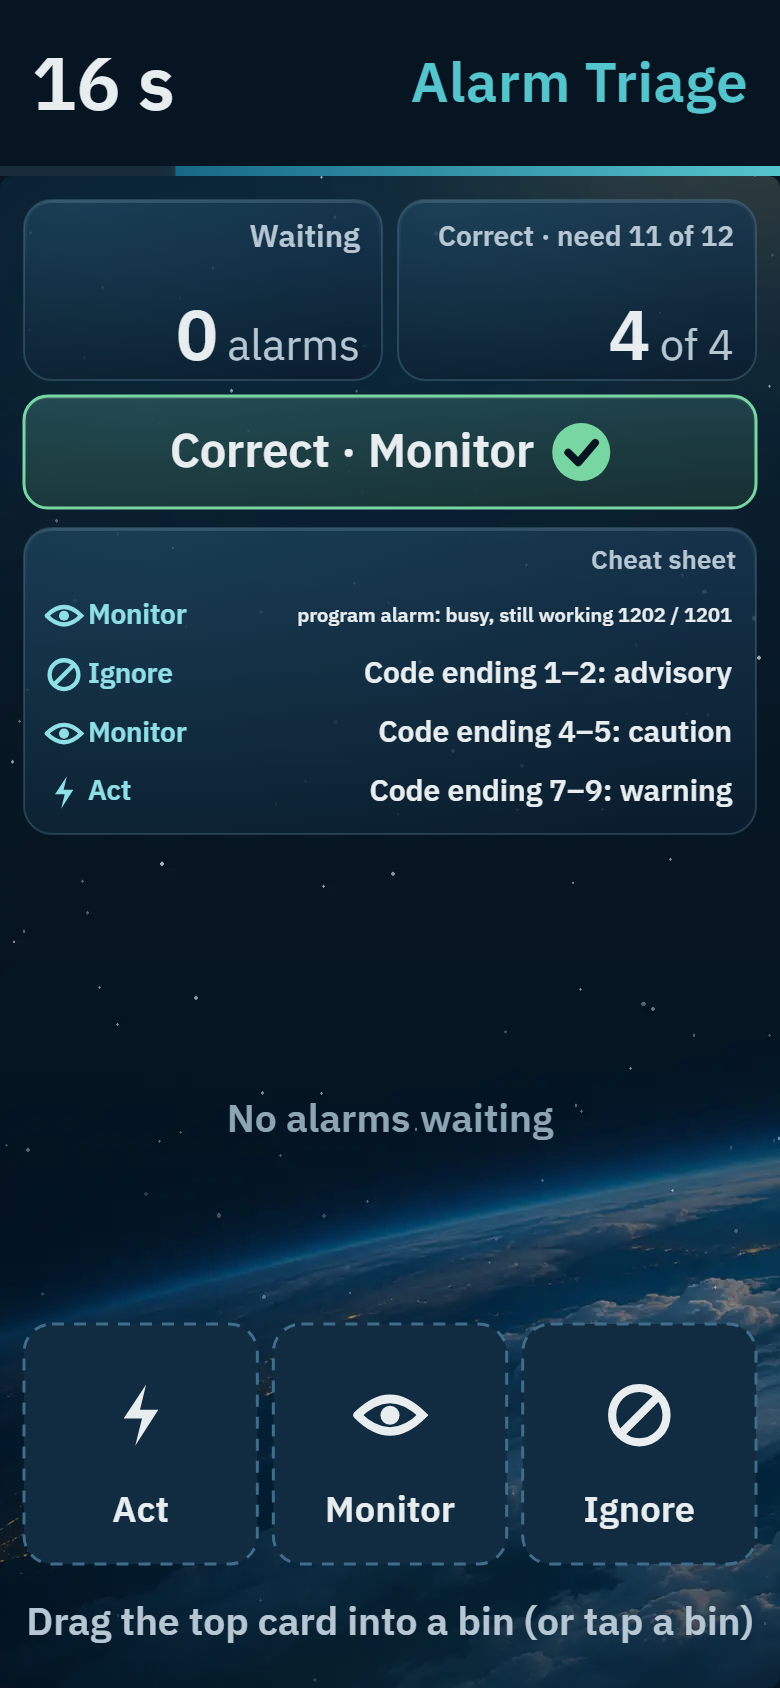 16 s
Alarm Triage
Waiting
0 alarms
Correct · need 11 of 12
4 of 4
Correct · Monitor
Cheat sheet
Monitor program alarm: busy, still working 1202 / 1201
Ignore Code ending 1–2: advisory
Monitor Code ending 4–5: caution
Act Code ending 7–9: warning
No alarms waiting
Act
Monitor
Ignore
Drag the top card into a bin (or tap a bin)